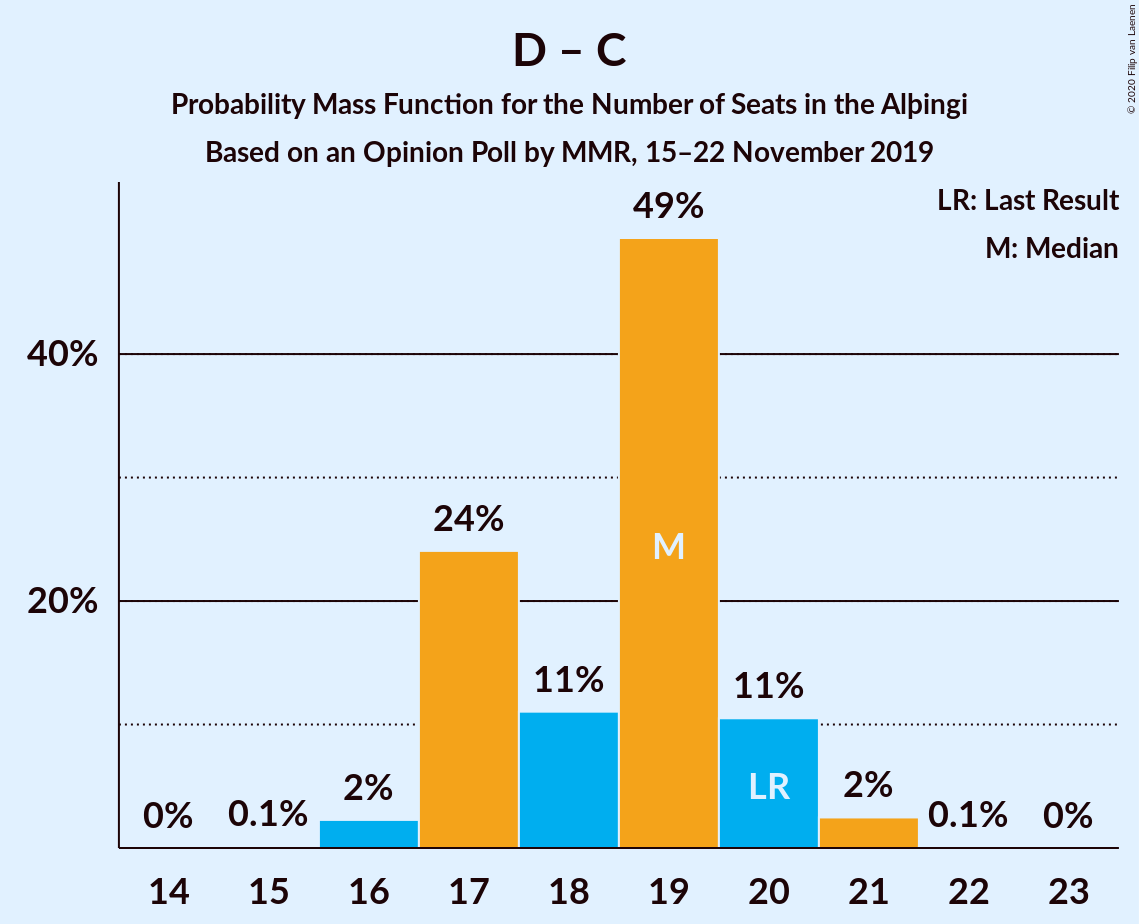 D – C
Probability Mass Function for the Number of Seats in the Alþingi
Based on an Opinion Poll by MMR, 15–22 November 2019
© 2020 Filip van Laenen
LR: Last Result
M: Median
40%
20%
0%
0.1%
2%
24%
11%
49%
11%
2%
0.1%
0%
M
LR
14 15 16 17 18 19 20 21 22 23